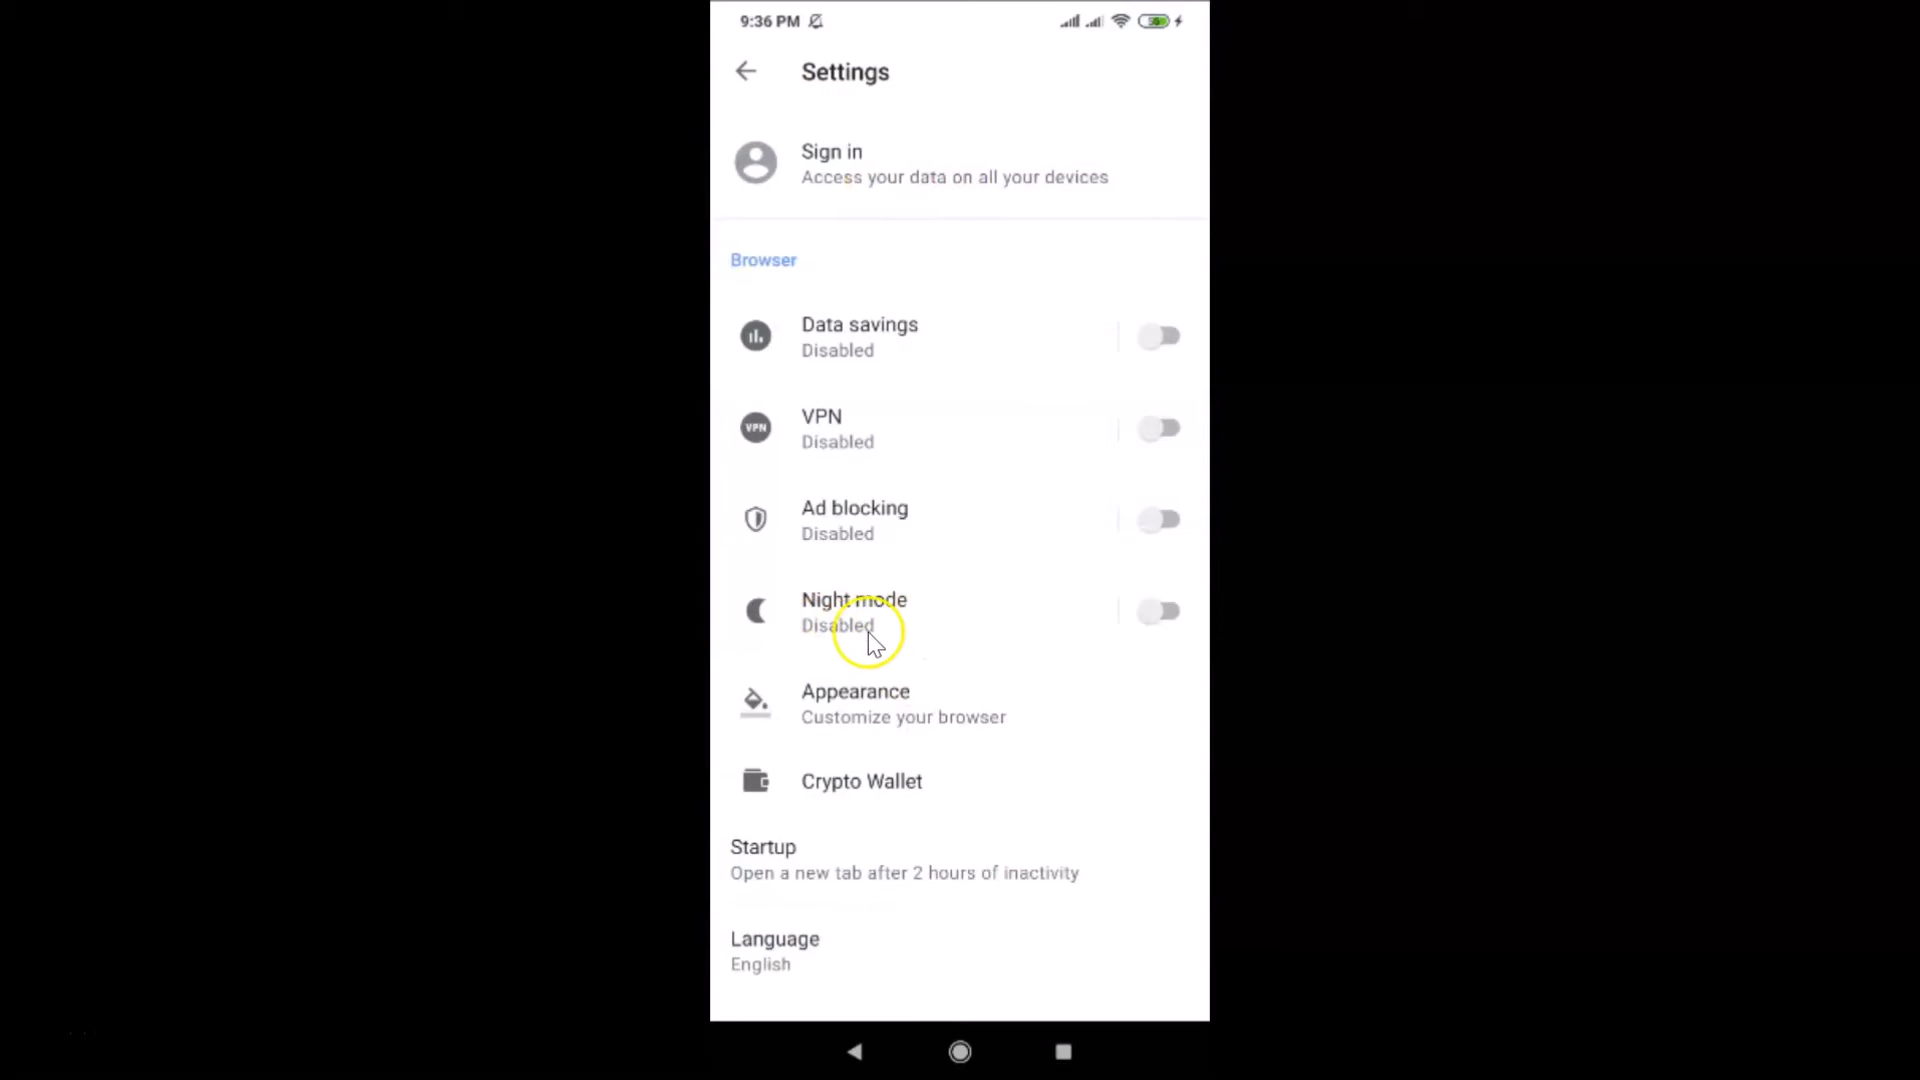 9:36 PM
Settings
Sign in
Access your data on all your devices
Browser
Data savings
Disabled
VPN
VPN
Disabled
Ad blocking
Disabled
Night mode
Disabled
Appearance
Customize your browser
Crypto Wallet
Startup
Open a new tab after 2 hours of inactivity
Language
English